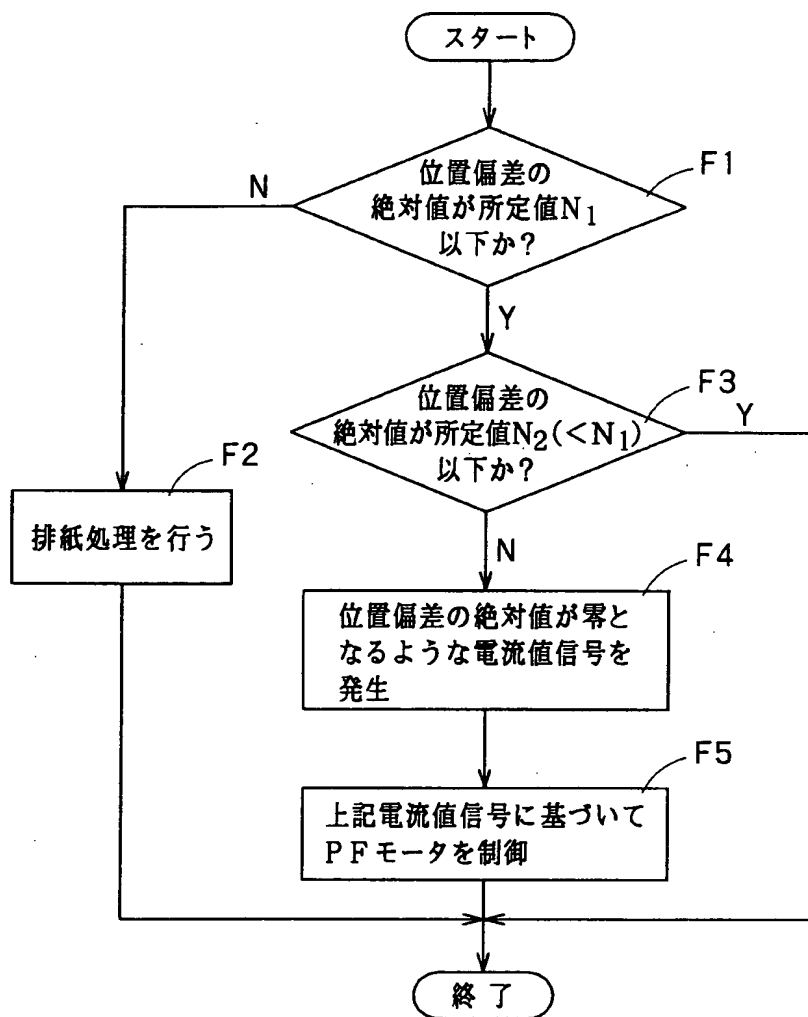 スタート
F1
位置偏差の
絶対値が所定値N₁
以下か?
N
Y
F3
位置偏差の
絶対値が所定値N₂(<N₁)
以下か?
Y
F2
排紙処理を行う
N
F4
位置偏差の絶対値が零と
なるような電流値信号を
発生
F5
上記電流値信号に基づいて
PFモータを制御
終了